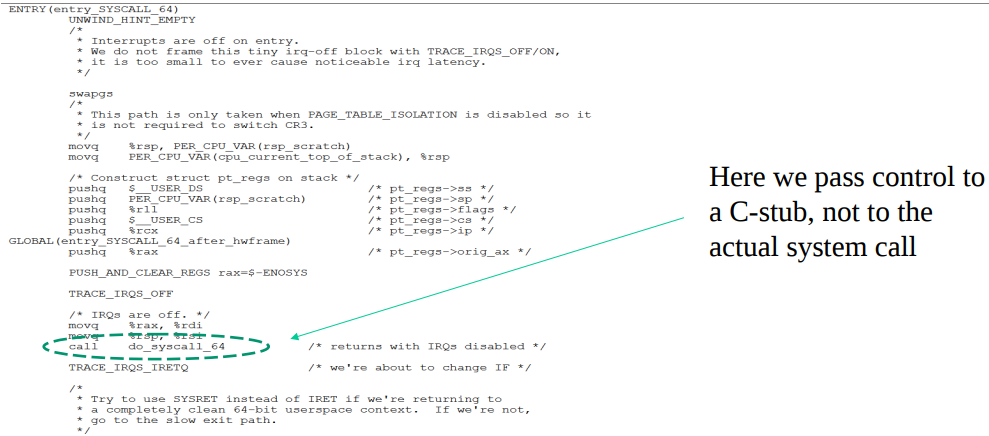 ENTRY(entry_SYSCALL_64)
UNWIND_HINT_EMPTY
/*
* Interrupts are off on entry.
* We do not frame this tiny irq-off block with TRACE_IRQS_OFF/ON,
* it is too small to ever cause noticeable irq latency.
*/
swapgs
/*
* This path is only taken when PAGE_TABLE_ISOLATION is disabled so it
* is not required to switch CR3.
*/
movq %rsp, PER_CPU_VAR(rsp_scratch)
movq PER_CPU_VAR(cpu_current_top_of_stack), %rsp
/* Construct struct pt_regs on stack */
pushq $__USER_DS /* pt_regs->ss */
pushq PER_CPU_VAR(rsp_scratch) /* pt_regs->sp */
pushq %r11 /* pt_regs->flags */
pushq $__USER_CS /* pt_regs->cs */
pushq %rcx /* pt_regs->ip */
GLOBAL(entry_SYSCALL_64_after_hwframe)
pushq %rax /* pt_regs->orig_ax */
PUSH_AND_CLEAR_REGS rax=$-ENOSYS
TRACE_IRQS_OFF
/* IRQs are off. */
movq %rax, %rdi
movq %rsp, %rsi
call do_syscall_64 /* returns with IRQs disabled */
TRACE_IRQS_IRETQ /* we're about to change IF */
/*
* Try to use SYSRET instead of IRET if we're returning to
* a completely clean 64-bit userspace context. If we're not,
* go to the slow exit path.
*/
Here we pass control to
a C-stub, not to the
actual system call